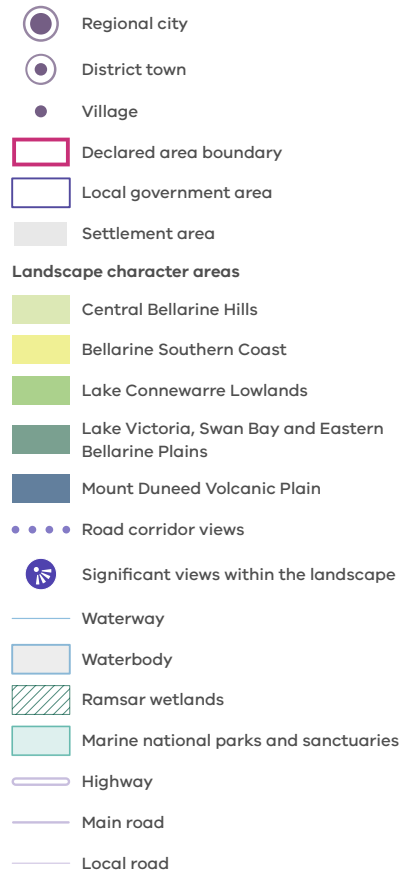 Regional city
District town
Village
Declared area boundary
Local government area
Settlement area
Landscape character areas
Central Bellarine Hills
Bellarine Southern Coast
Lake Connewarre Lowlands
Lake Victoria, Swan Bay and Eastern
Bellarine Plains
Mount Duneed Volcanic Plain
Road corridor views
Significant views within the landscape
Waterway
Waterbody
Ramsar wetlands
Marine national parks and sanctuaries
Highway
Main road
Local road